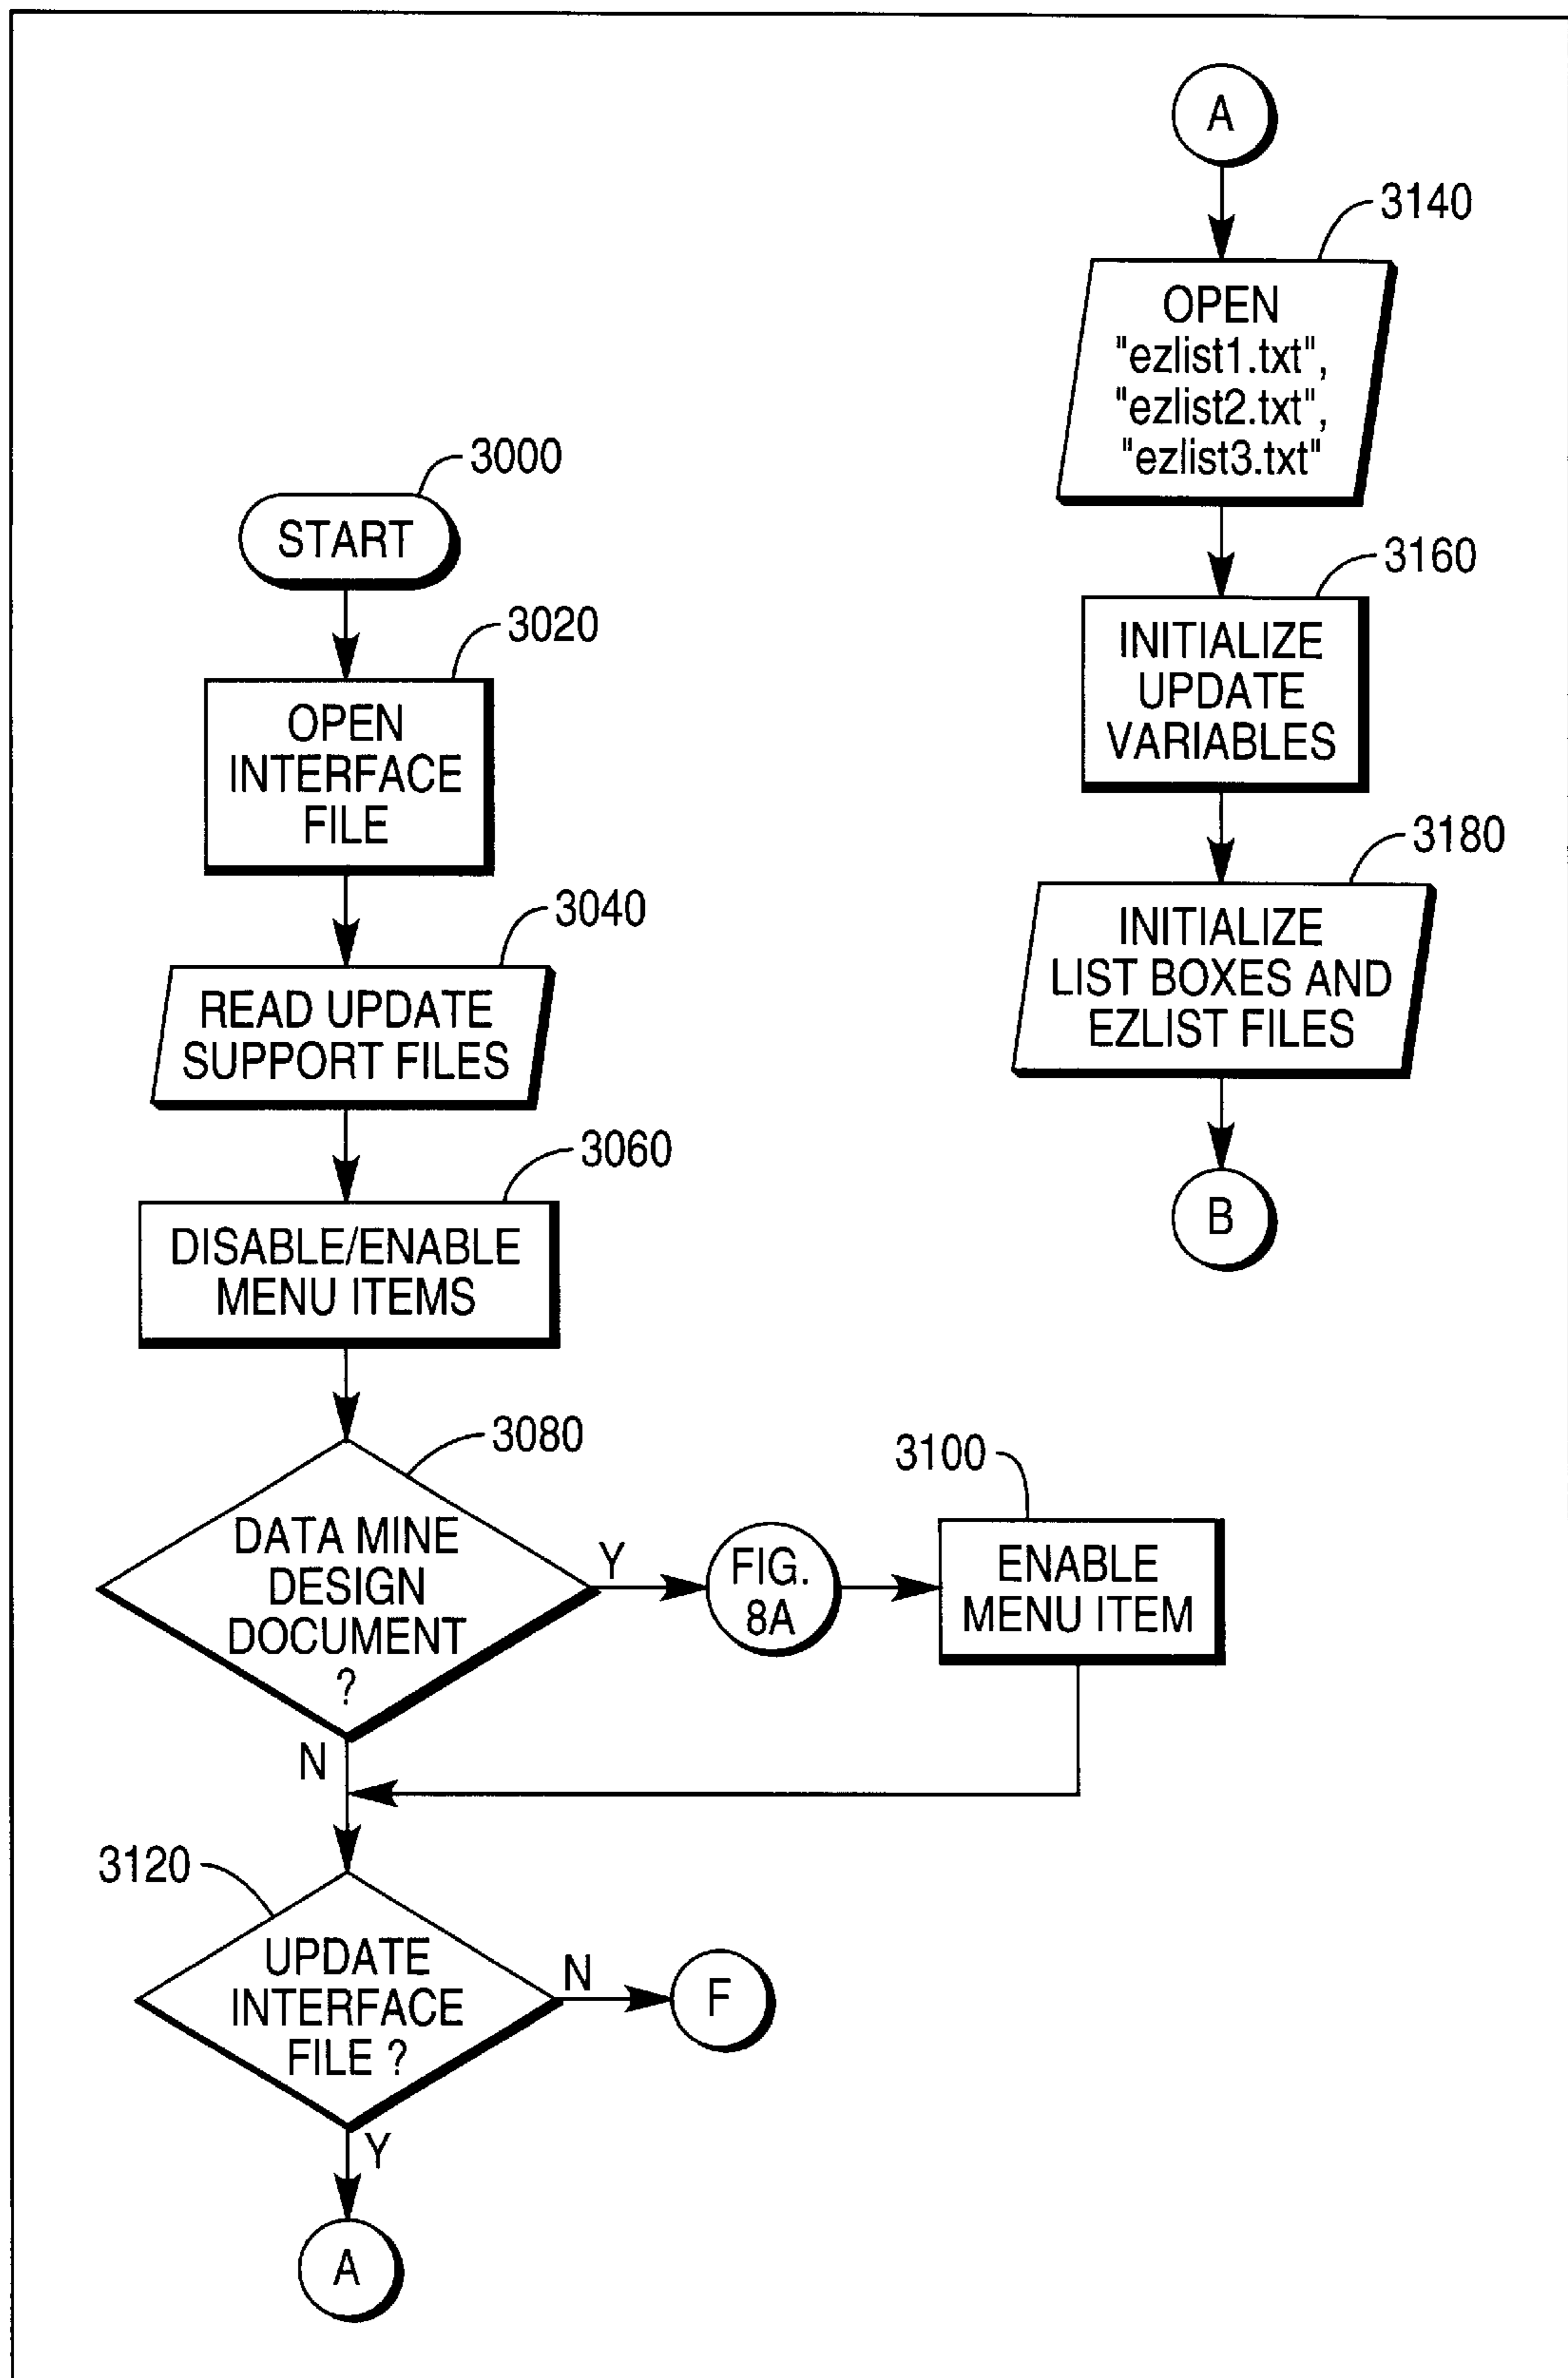 3000
START
3020
OPEN
INTERFACE
FILE
3040
READ UPDATE
SUPPORT FILES
3060
DISABLE/ENABLE
MENU ITEMS
3080
DATA MINE
DESIGN
DOCUMENT
?
Y
FIG.
8A
3100
ENABLE
MENU ITEM
N
3120
UPDATE
INTERFACE
FILE ?
N
F
Y
A
A
3140
OPEN
"ezlist1.txt",
"ezlist2.txt",
"ezlist3.txt"
3160
INITIALIZE
UPDATE
VARIABLES
3180
INITIALIZE
LIST BOXES AND
EZLIST FILES
B